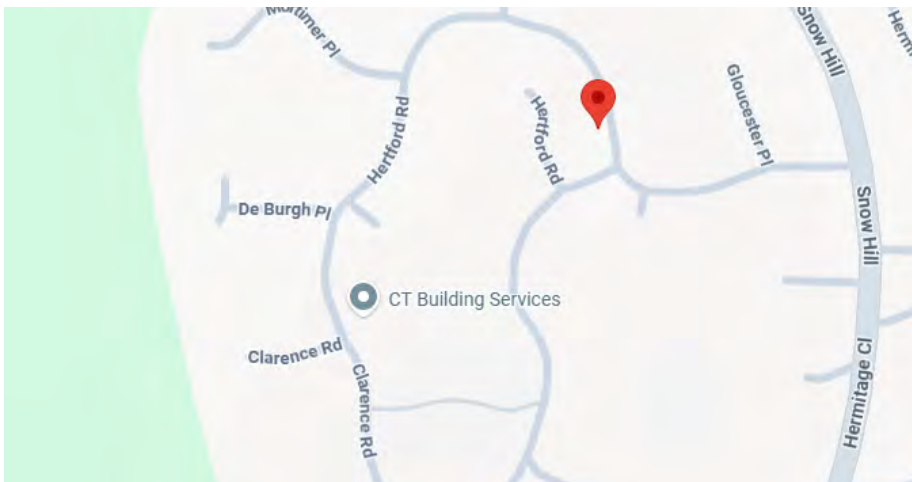 Mortimer Pl
Snow Hill
Herm
Gloucester Pl
Hertford Rd
Hertford Rd
De Burgh Pl
Snow Hill
CT Building Services
Clarence Rd
Clarence Rd
Hermitage Cl